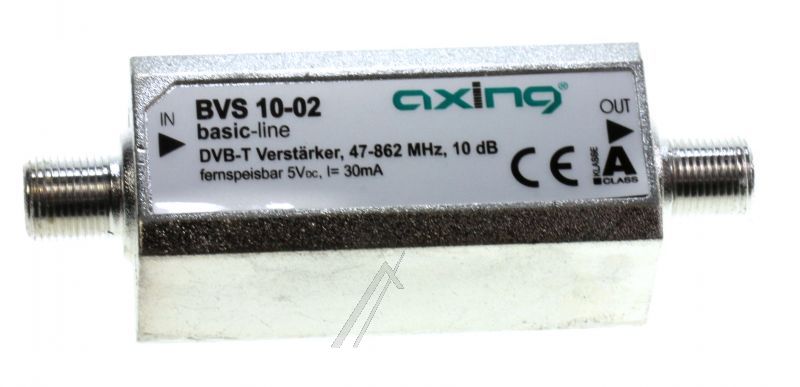 IN
BVS 10-02
basic-line
DVB-T Verstärker, 47-862 MHz, 10 dB
fernspeisbar 5VDC, I= 30mA
axing®
CE
OUT
KLASSE
A
CLASS